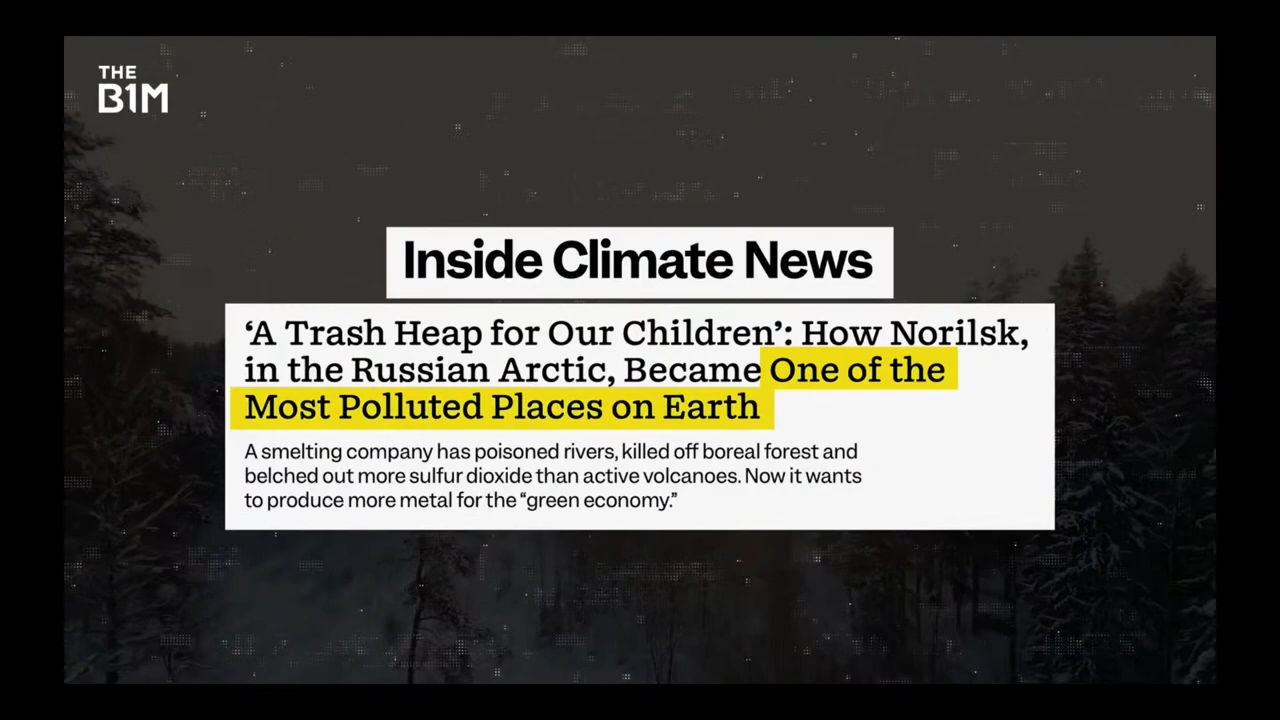 THE
B1M
Inside Climate News
‘A Trash Heap for Our Children’: How Norilsk,
in the Russian Arctic, Became One of the
Most Polluted Places on Earth
A smelting company has poisoned rivers, killed off boreal forest and
belched out more sulfur dioxide than active volcanoes. Now it wants
to produce more metal for the “green economy.”